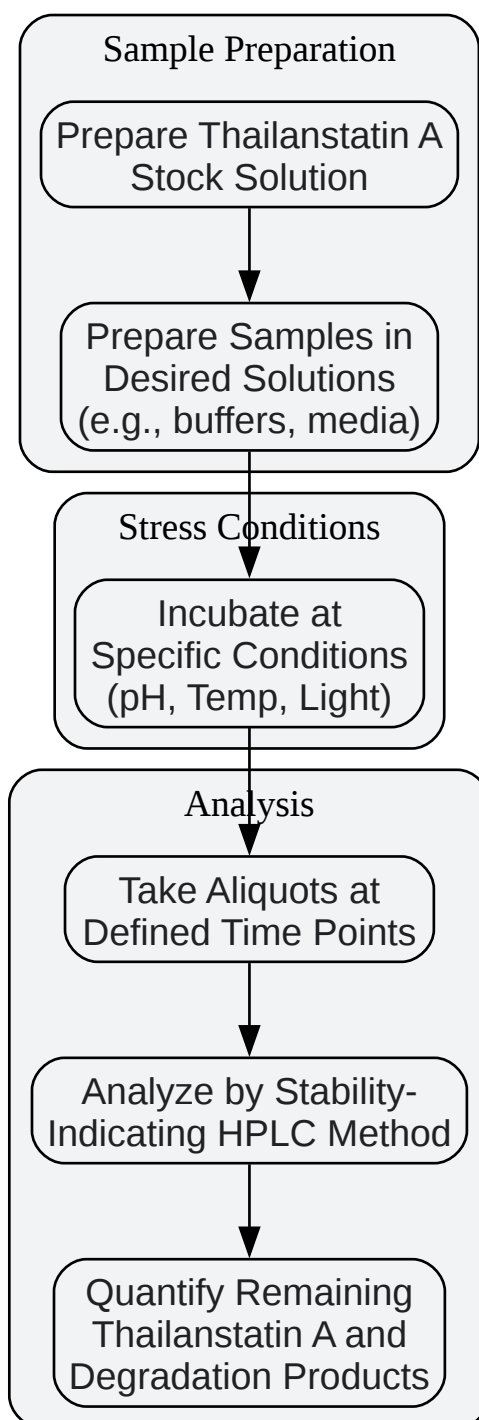 Sample Preparation
Prepare Thailanstatin A
Stock Solution
Prepare Samples in
Desired Solutions
(e.g., buffers, media)
Stress Conditions
Incubate at
Specific Conditions
(pH, Temp, Light)
Analysis
Take Aliquots at
Defined Time Points
Analyze by Stability-
Indicating HPLC Method
Quantify Remaining
Thailanstatin A and
Degradation Products